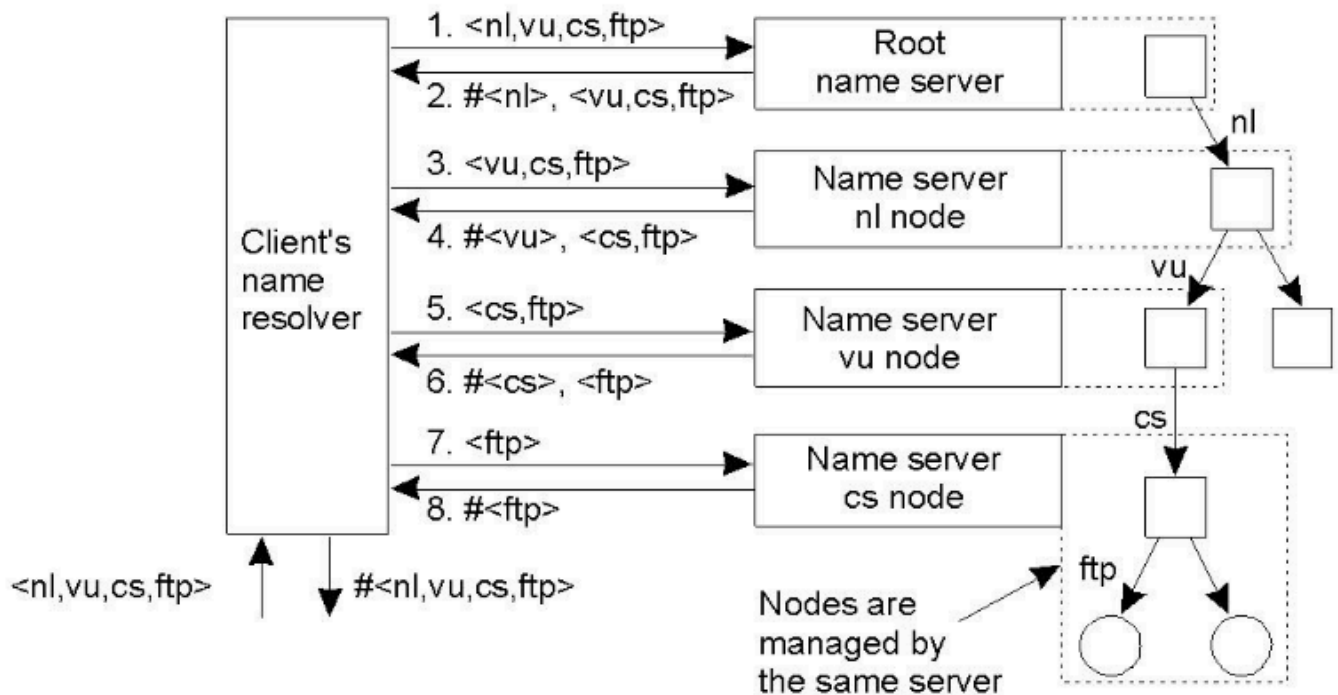 1. <nl,vu,cs,ftp>
2. #<nl>, <vu,cs,ftp>
Root
name server
nl
3. <vu,cs,ftp>
4. #<vu>, <cs,ftp>
Name server
nl node
Client's
name
resolver
vu
5. <cs,ftp>
6. #<cs>, <ftp>
Name server
vu node
cs
7. <ftp>
8. #<ftp>
Name server
cs node
ftp
<nl,vu,cs,ftp>
#<nl,vu,cs,ftp>
Nodes are
managed by
the same server